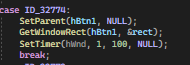 case ID_32774:
SetParent(hBtn1, NULL);
GetWindowRect(hBtn1, &rect);
SetTimer(hWnd, 1, 100, NULL);
break;